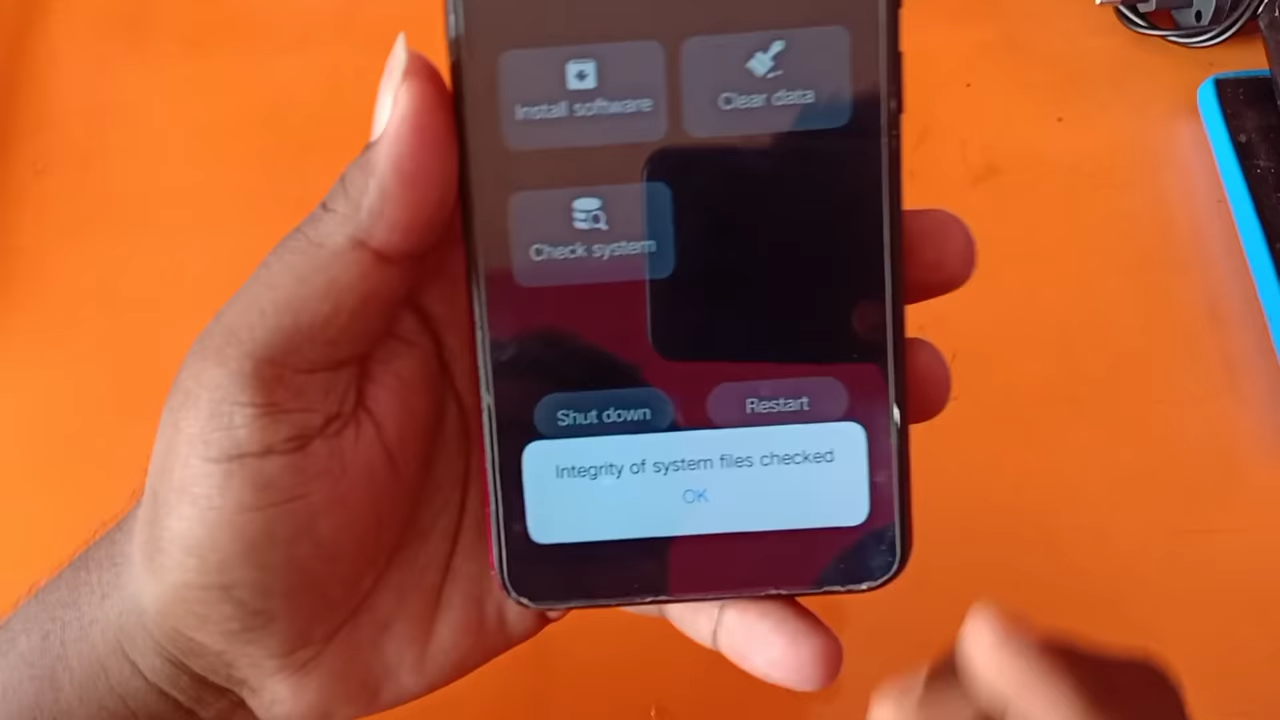 Install software
Clear data
Check system
Shut down
Restart
Integrity of system files checked
OK